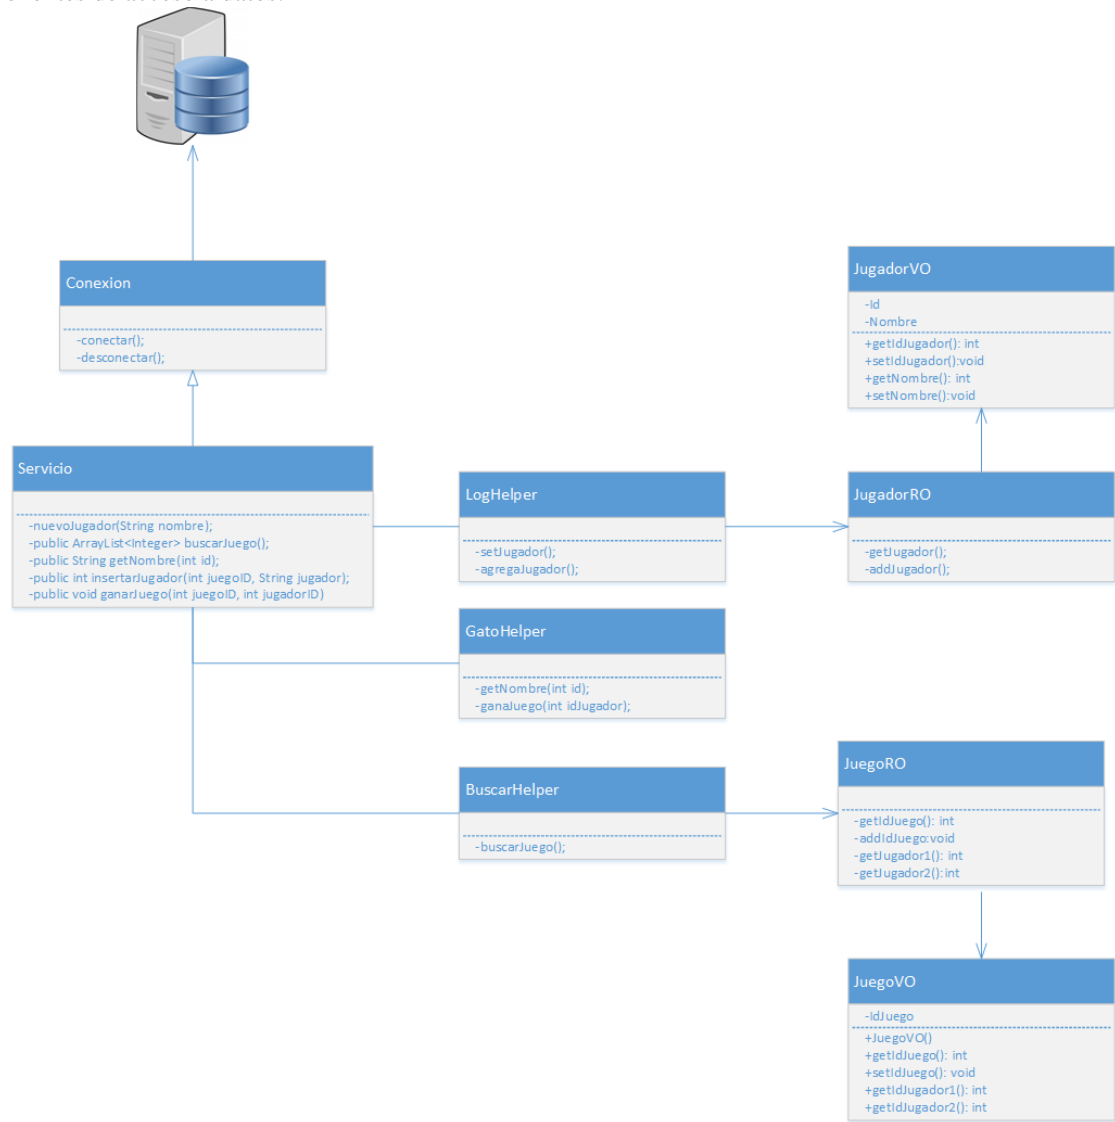 Conexion
-conectar();
-desconectar();
Servicio
-nuevoJugador(String nombre);
-public ArrayList<Integer> buscarJuego();
-public String getNombre(int id);
-public int insertarJugador(int juegoID, String jugador);
-public void ganarJuego(int juegoID, int jugadorID)
LogHelper
-setJugador();
-agregaJugador();
GatoHelper
-getNombre(int id);
-ganaJuego(int idJugador);
BuscarHelper
-buscarJuego();
JugadorVO
-Id
-Nombre
+getIdJugador(): int
+setIdJugador():void
+getNombre(): int
+setNombre():void
JugadorRO
-getJugador();
-addJugador();
JuegoRO
-getIdJuego(): int
-addIdJuego:void
-getJugador1(): int
-getJugador2():int
JuegoVO
-IdJuego
+JuegoVO()
+getIdJuego(): int
+setIdJuego(): void
+getIdJugador1(): int
+getIdJugador2(): int